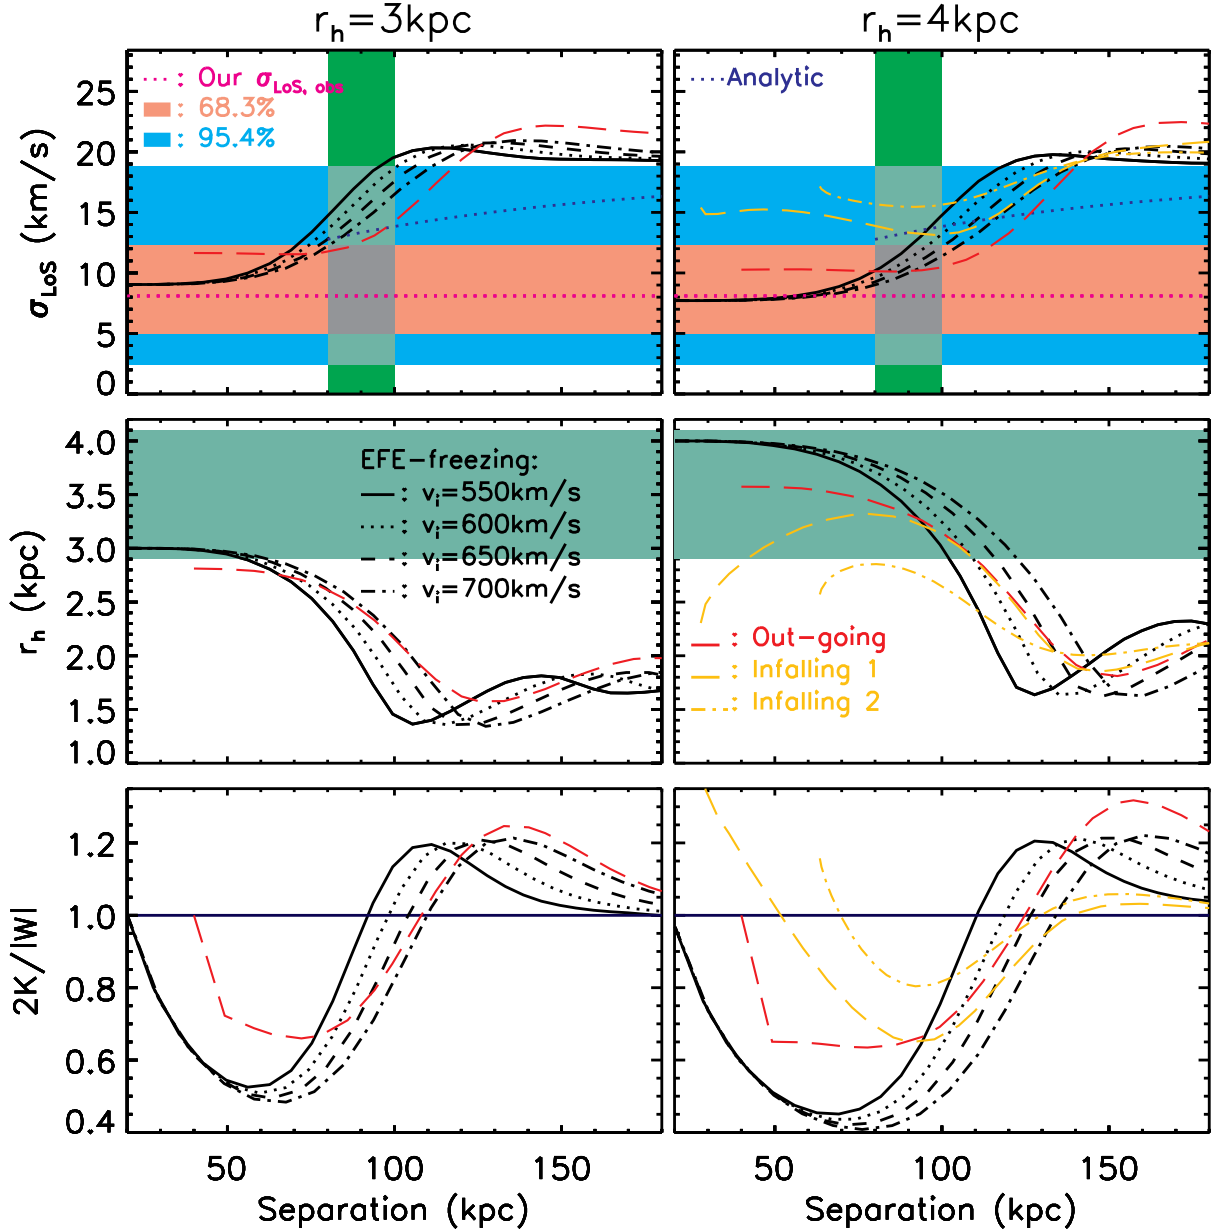 r_h=3kpc
r_h=4kpc
: Our σ_LoS, obs
: 68.3%
: 95.4%
Analytic
25
20
15
10
5
0
σ_LoS (km/s)
EFE-freezing:
: v_i=550km/s
: v_i=600km/s
: v_i=650km/s
: v_i=700km/s
4.0
3.5
3.0
2.5
2.0
1.5
1.0
r_h (kpc)
: Out-going
: Infalling 1
: Infalling 2
1.2
1.0
0.8
0.6
0.4
2K/|W|
50
100
150
50
100
150
Separation (kpc)
Separation (kpc)